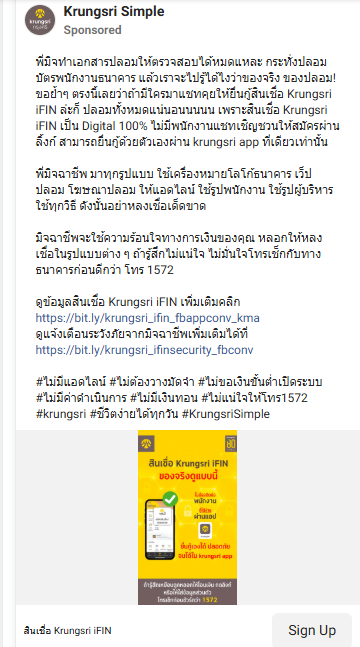 Krungsri Simple
Sponsored
พี่มิจทำเอกสารปลอมให้ตรวจสอบได้หมดแหละ กระทั่งปลอม
บัตรพนักงานธนาคาร แล้วเราจะไปรู้ได้ไงว่าของจริง ของปลอม!
ขอย้ำๆ ตรงนี้เลยว่าถ้ามีใครมาแชทคุยให้ยื่นกู้สินเชื่อ Krungsri
iFIN ล่ะก็ ปลอมทั้งหมดแน่นอนนนนน เพราะสินเชื่อ Krungsri
iFIN เป็น Digital 100% ไม่มีพนักงานแชทเชิญชวนให้สมัครผ่าน
ลิ้งก์ สามารถยื่นกู้ด้วยตัวเองผ่าน krungsri app ที่เดียวเท่านั้น
พี่มิจฉาชีพ มาทุกรูปแบบ ใช้เครื่องหมายโลโก้ธนาคาร เว็ป
ปลอม โฆษณาปลอม ให้แอดไลน์ ใช้รูปพนักงาน ใช้รูปผู้บริหาร
ใช้ทุกวิธี ดังนั้นอย่าหลงเชื่อเด็ดขาด
มิจฉาชีพจะใช้ความร้อนใจทางการเงินของคุณ หลอกให้หลง
เชื่อในรูปแบบต่าง ๆ ถ้ารู้สึกไม่แน่ใจ ไม่มั่นใจโทรเช็กกับทาง
ธนาคารก่อนดีกว่า โทร 1572
ดูข้อมูลสินเชื่อ Krungsri iFIN เพิ่มเติมคลิก
https://bit.ly/krungsri_ifin_fbappconv_kma
ดูแจ้งเตือนระวังภัยจากมิจฉาชีพเพิ่มเติมได้ที่
https://bit.ly/krungsri_ifinsecurity_fbconv
#ไม่มีแอดไลน์ #ไม่ต้องวางมัดจำ #ไม่ขอเงินขั้นต่ำเปิดระบบ
#ไม่มีค่าดำเนินการ #ไม่มีเงินทอน #ไม่แน่ใจให้โทร1572
#krungsri #ชีวิตง่ายได้ทุกวัน #KrungsriSimple
สินเชื่อ Krungsri iFIN
ของจริงดูแบบนี้
พนักงาน
ผ่านแอป
ยื่นกู้เองได้ ปลอดภัย
จบได้ใน krungsri app
สินเชื่อ Krungsri iFIN
Sign Up